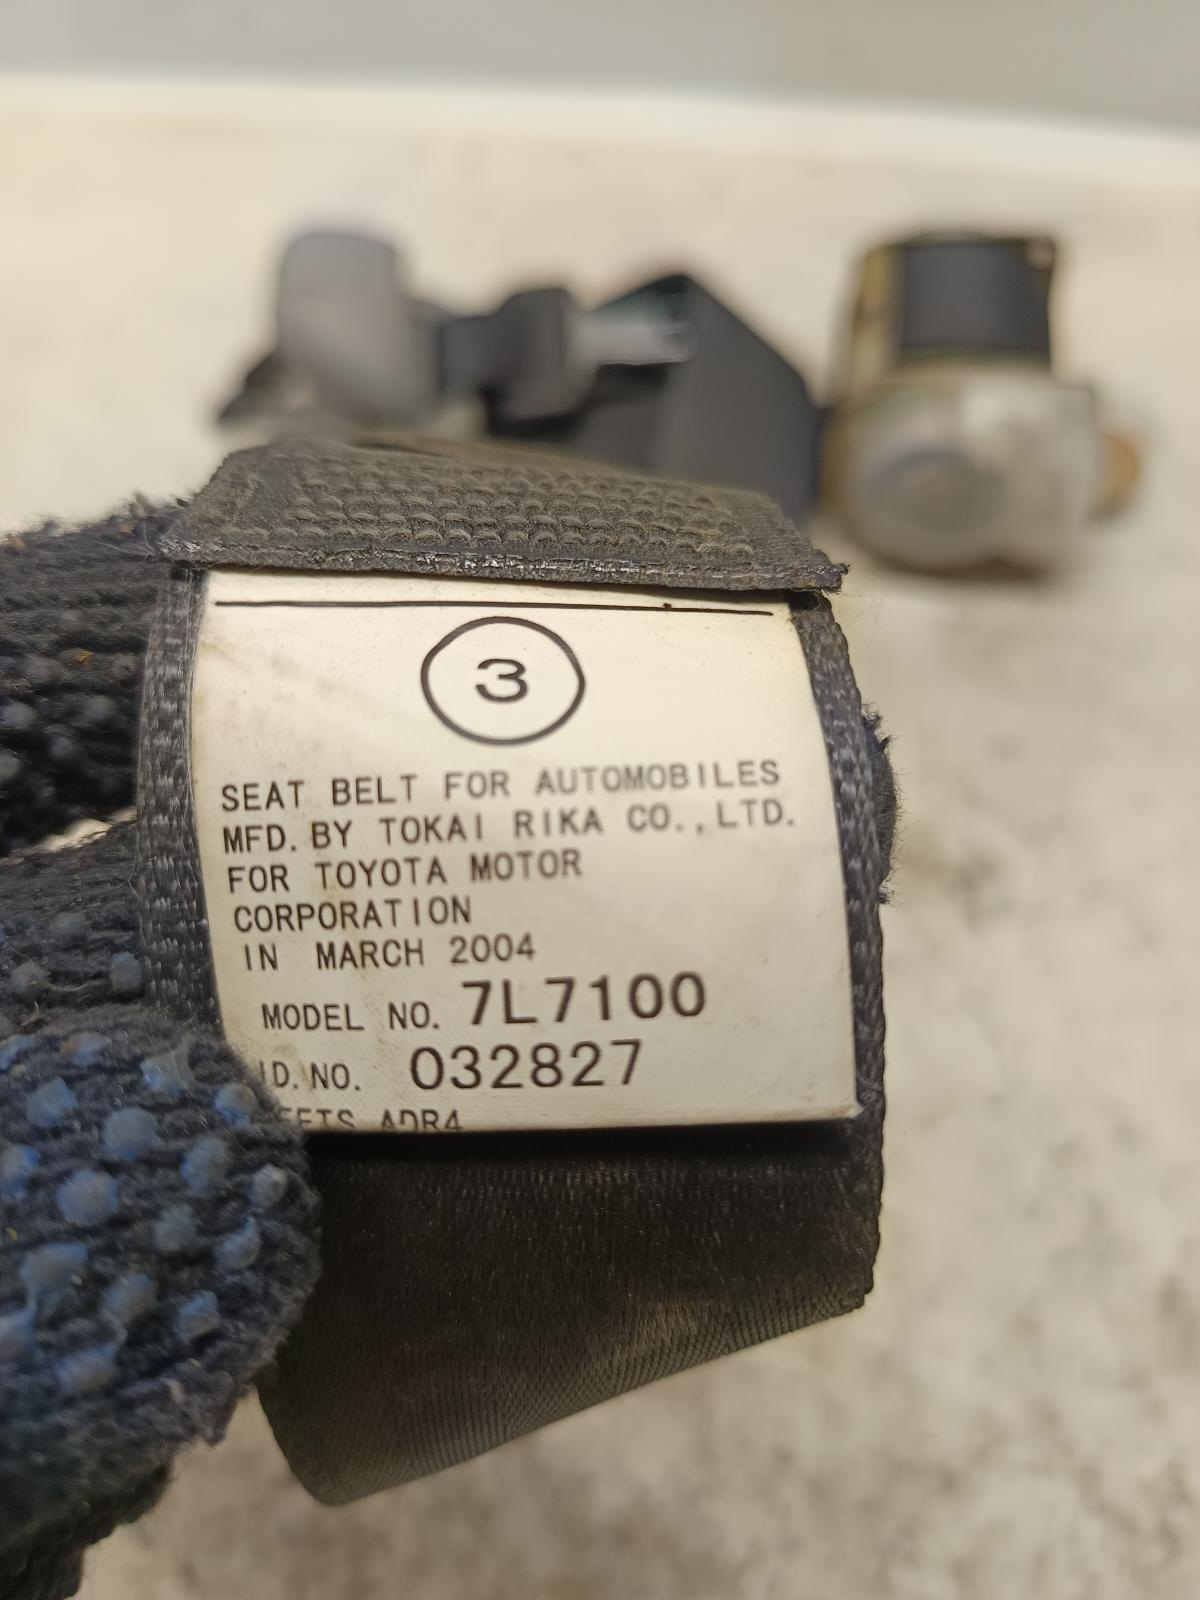 3
SEAT BELT FOR AUTOMOBILES
MFD. BY TOKAI RIKA CO.,LTD.
FOR TOYOTA MOTOR
CORPORATION
IN MARCH 2004
MODEL NO. 7L7100
ID. NO. 032827
ADR4